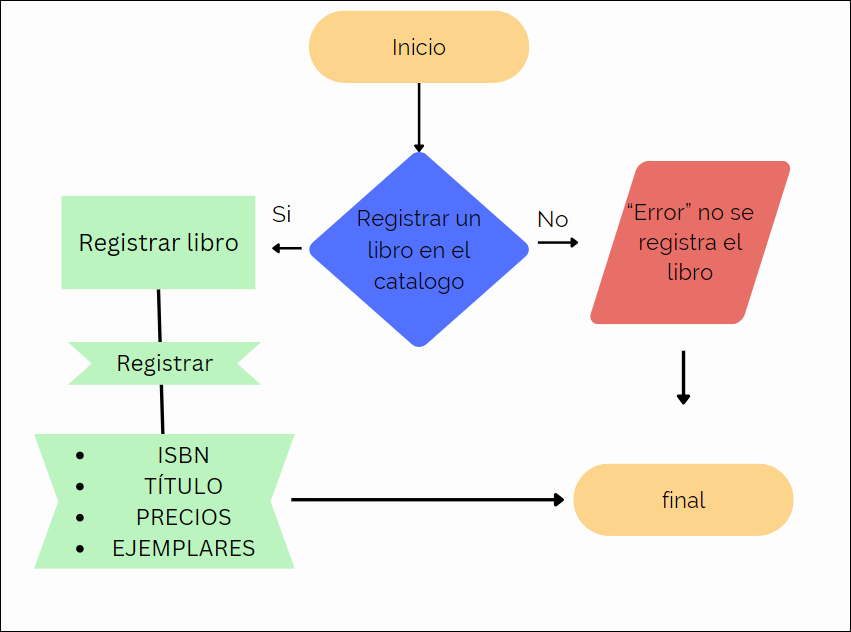 Inicio
Registrar un
libro en el
catalogo
Si
No
Registrar libro
“Error” no se
registra el
libro
Registrar
• ISBN
• TÍTULO
• PRECIOS
• EJEMPLARES
final